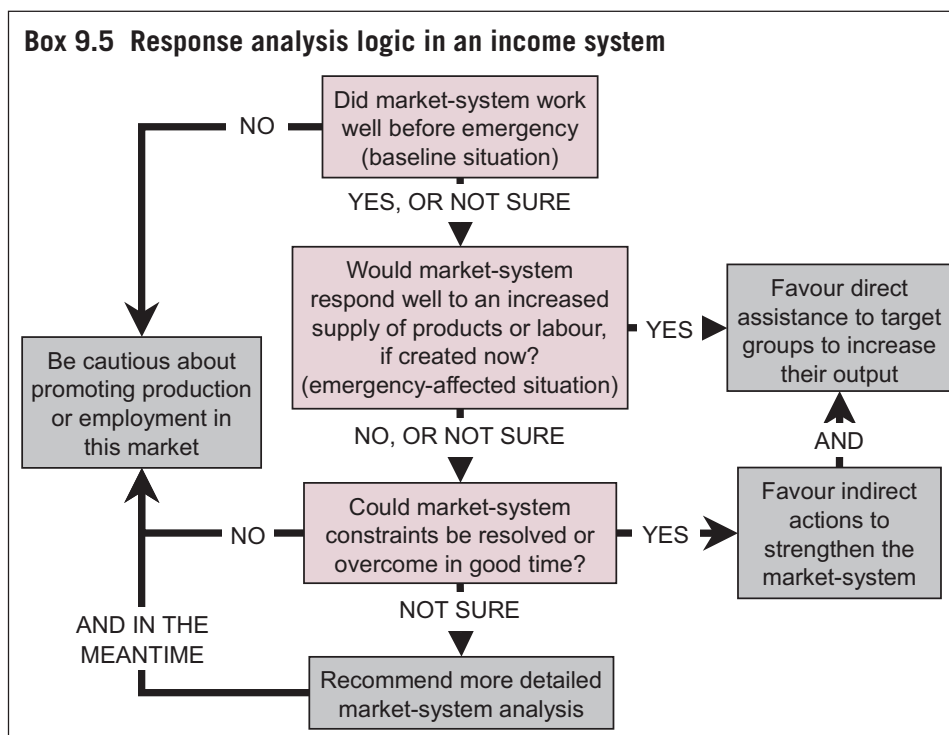 Box 9.5 Response analysis logic in an income system
Did market-system work
well before emergency
(baseline situation)
NO
YES, OR NOT SURE
Would market-system
respond well to an increased
supply of products or labour,
if created now?
(emergency-affected situation)
YES
Favour direct
assistance to target
groups to increase
their output
Be cautious about
promoting production
or employment in
this market
NO, OR NOT SURE
AND
Could market-system
constraints be resolved or
overcome in good time?
NO
YES
Favour indirect
actions to
strengthen the
market-system
NOT SURE
AND IN THE
MEANTIME
Recommend more detailed
market-system analysis